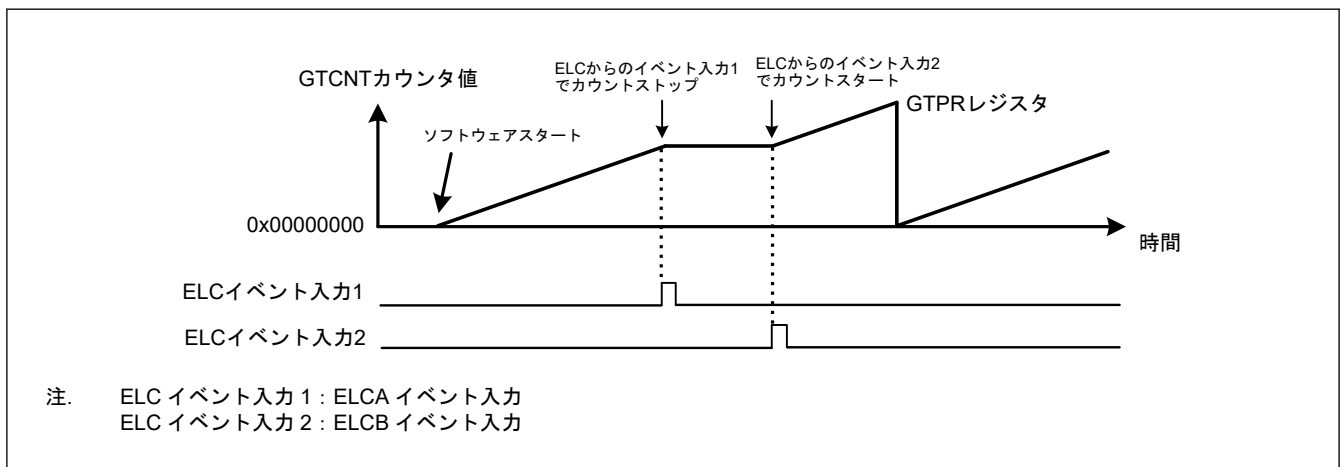 GTCNTカウンタ値
ELCからのイベント入力1
でカウントストップ
ELCからのイベント入力2
でカウントスタート
GTPRレジスタ
ソフトウェアスタート
0x00000000
時間
ELCイベント入力1
ELCイベント入力2
注. ELC イベント入力 1 : ELCA イベント入力
ELC イベント入力 2 : ELCB イベント入力